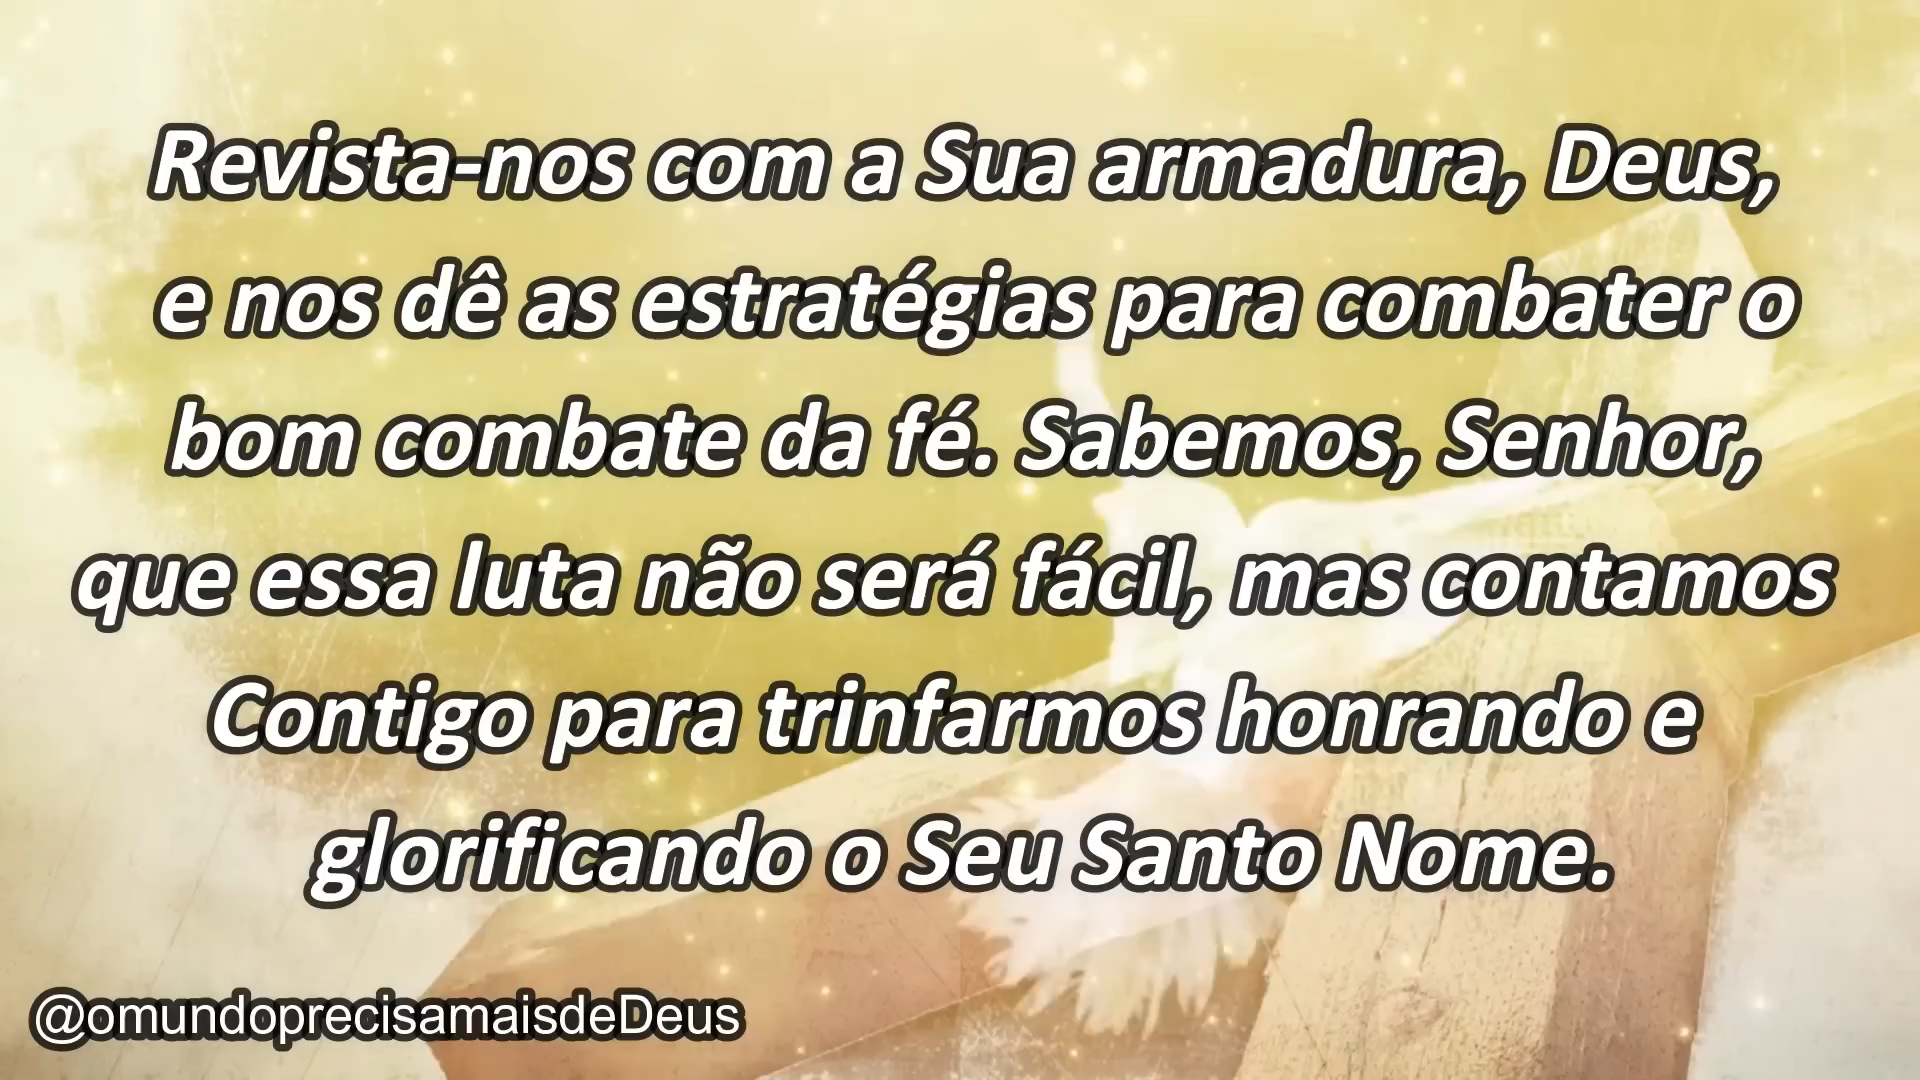 Revista-nos com a Sua armadura, Deus,
e nos dê as estratégias para combater o
bom combate da fé. Sabemos, Senhor,
que essa luta não será fácil, mas contamos
Contigo para trinfarmos honrando e
glorificando o Seu Santo Nome.
@omundoprecisamaisdeDeus